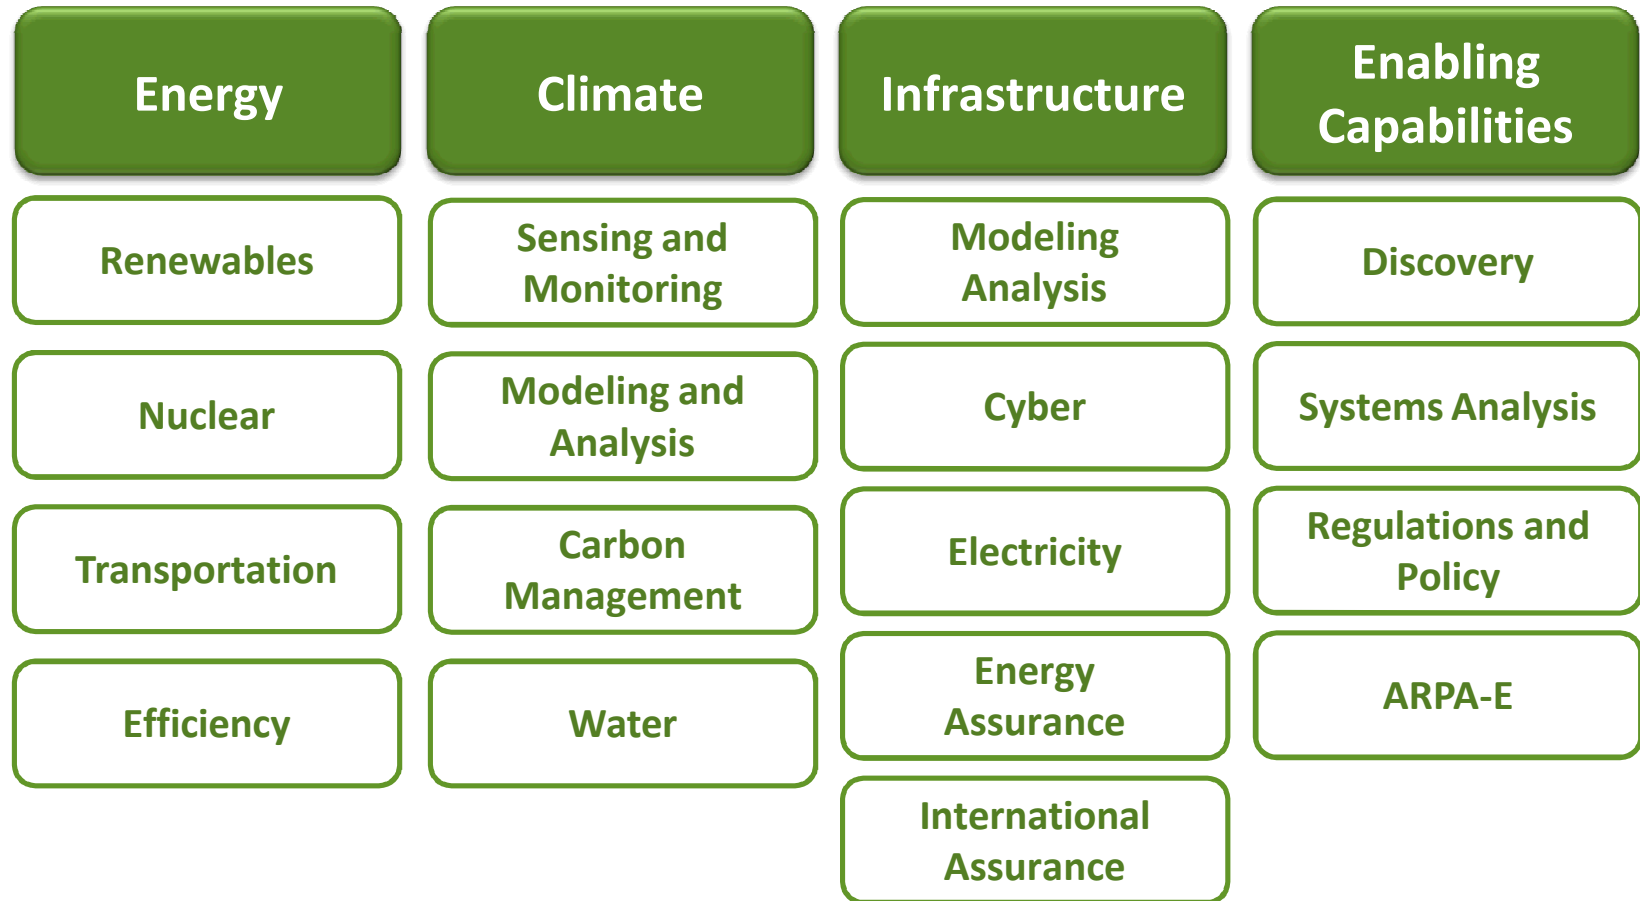 Energy
Renewables
Nuclear
Transportation
Efficiency
Climate
Sensing and
Monitoring
Modeling and
Analysis
Carbon
Management
Water
Infrastructure
Modeling
Analysis
Cyber
Electricity
Energy
Assurance
International
Assurance
Enabling
Capabilities
Discovery
Systems Analysis
Regulations and
Policy
ARPA-E